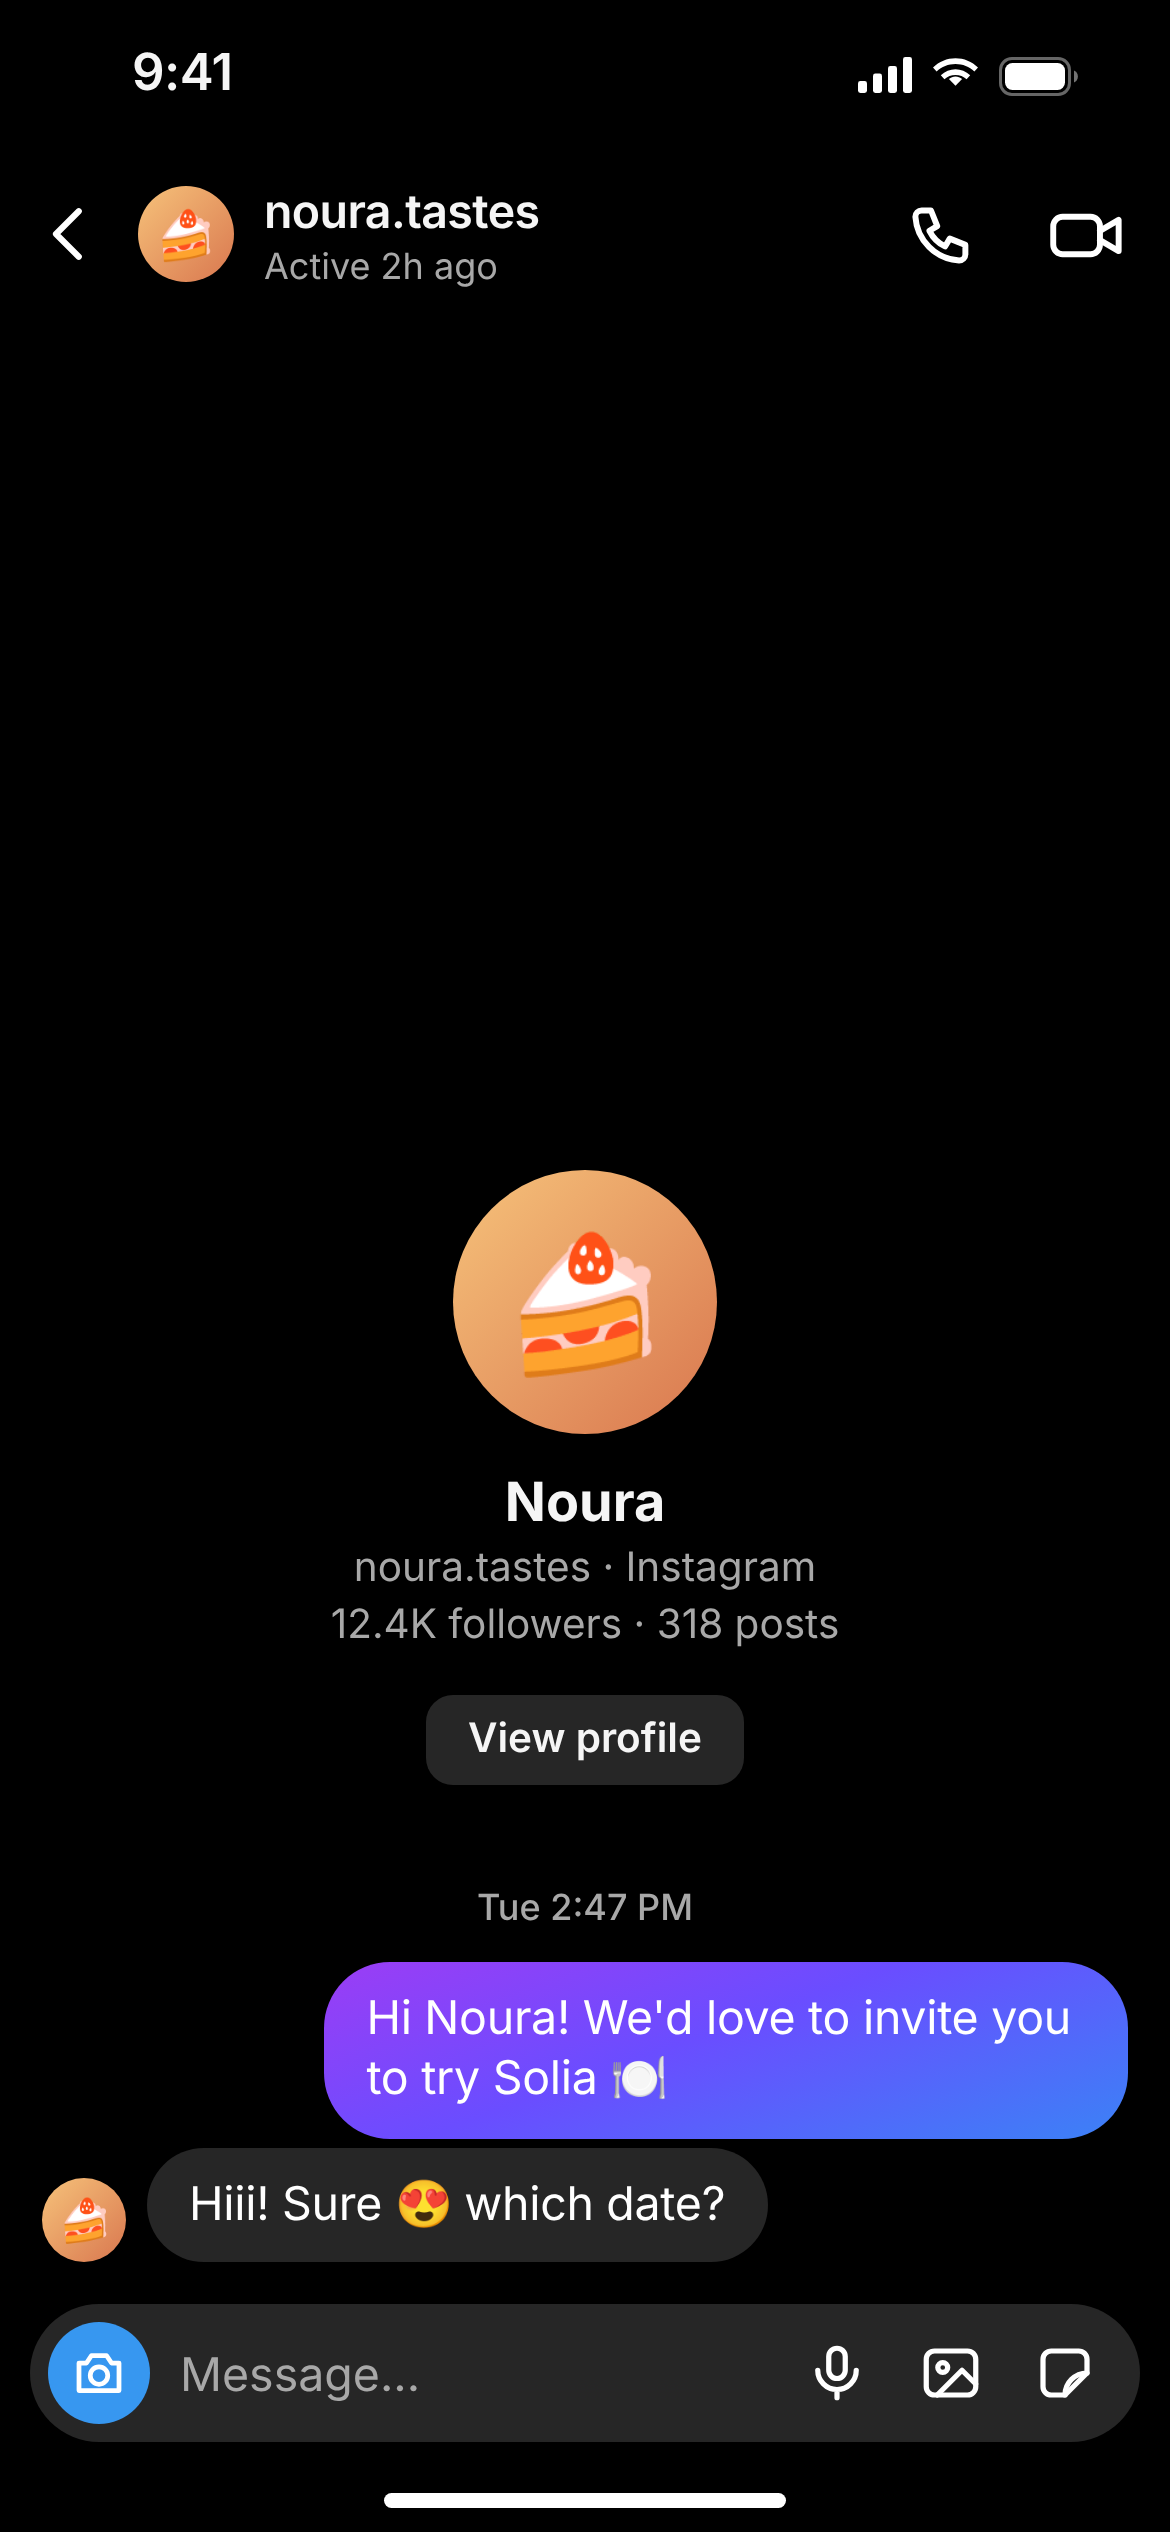 9:41
noura.tastes
Active 2h ago
Noura
noura.tastes · Instagram
12.4K followers · 318 posts
View profile
Tue 2:47 PM
Hi Noura! We'd love to invite you
to try Solia 🍽️
Hiii! Sure 😍 which date?
Message...